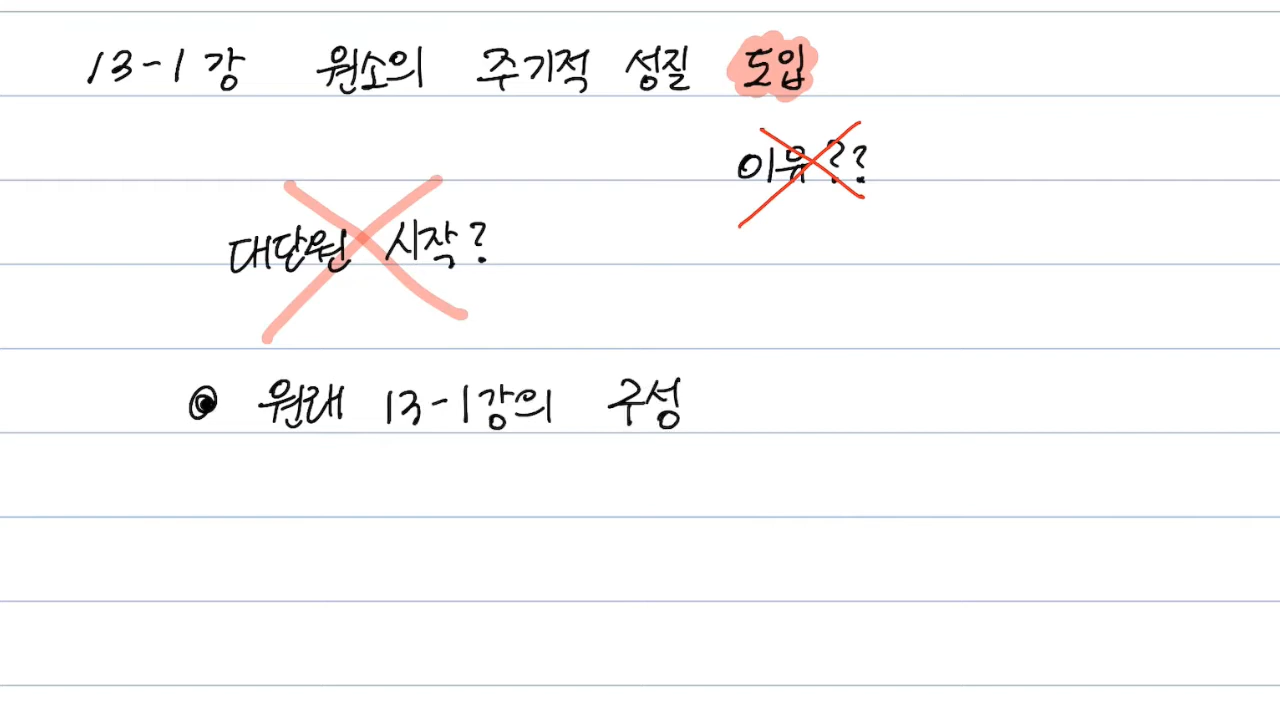 13-1강 원소의 주기적 성질 도입
이유??
대단원 시작?
원래 13-1강의 구성